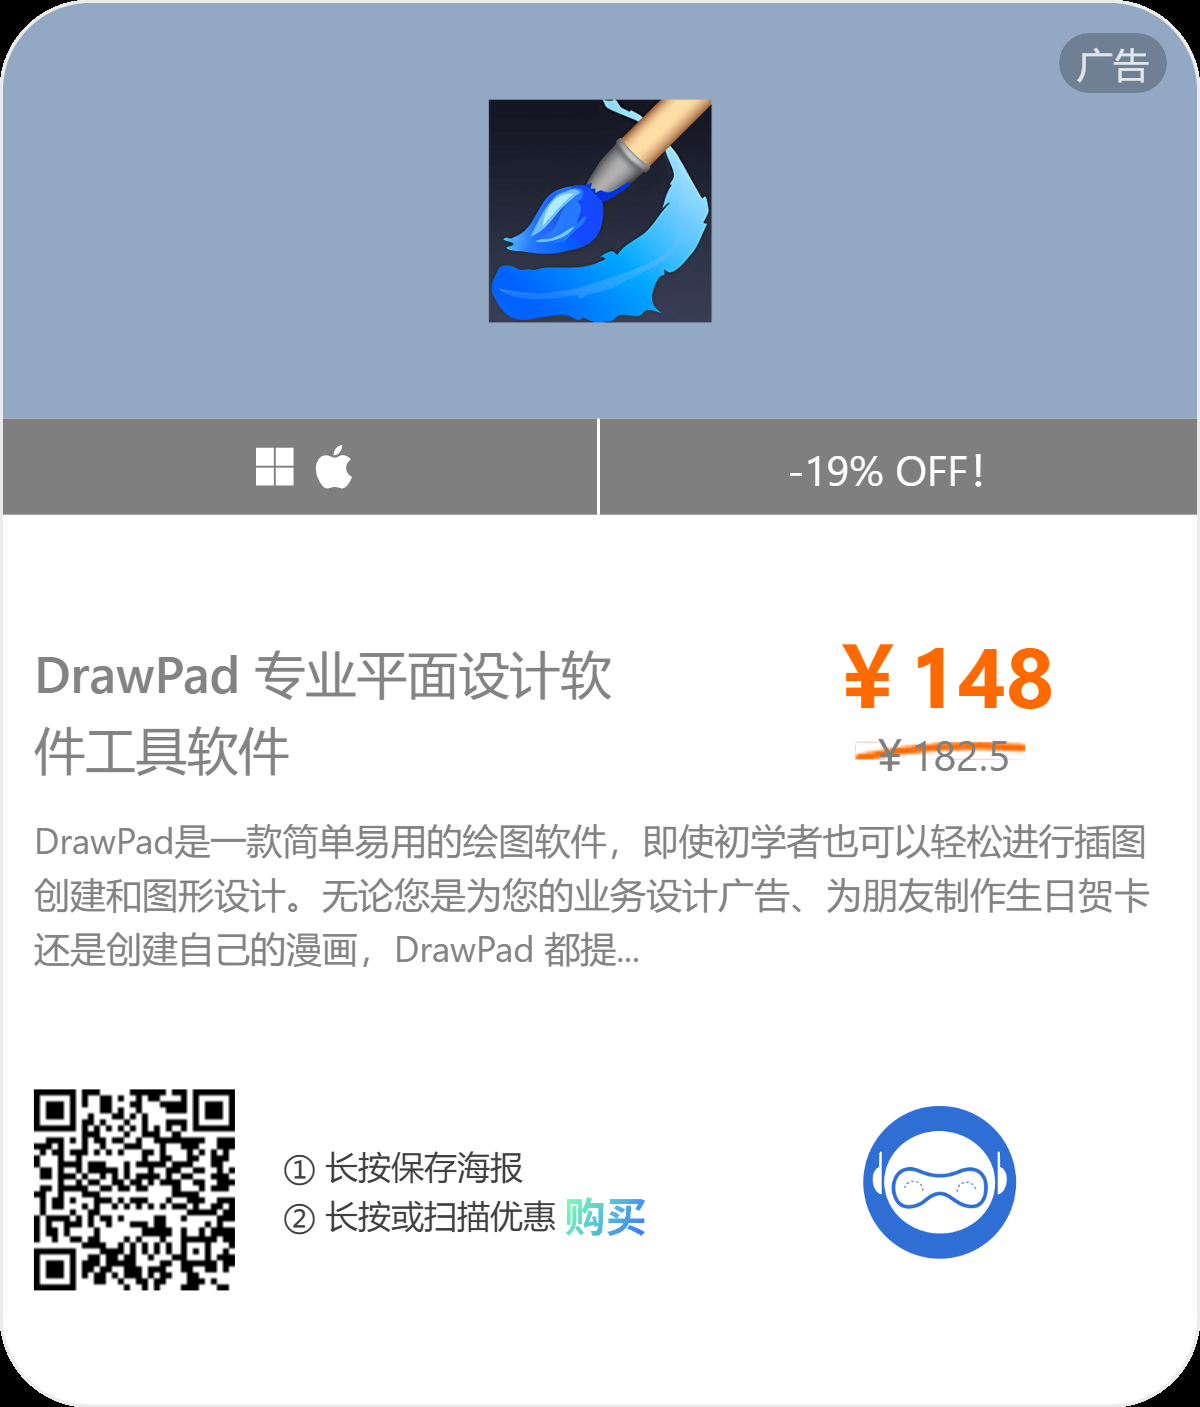 广告
-19% OFF！
DrawPad 专业平面设计软
件工具软件
￥148
￥182.5
DrawPad是一款简单易用的绘图软件，即使初学者也可以轻松进行插图
创建和图形设计。无论您是为您的业务设计广告、为朋友制作生日贺卡
还是创建自己的漫画，DrawPad 都提...
① 长按保存海报
② 长按或扫描优惠 购买